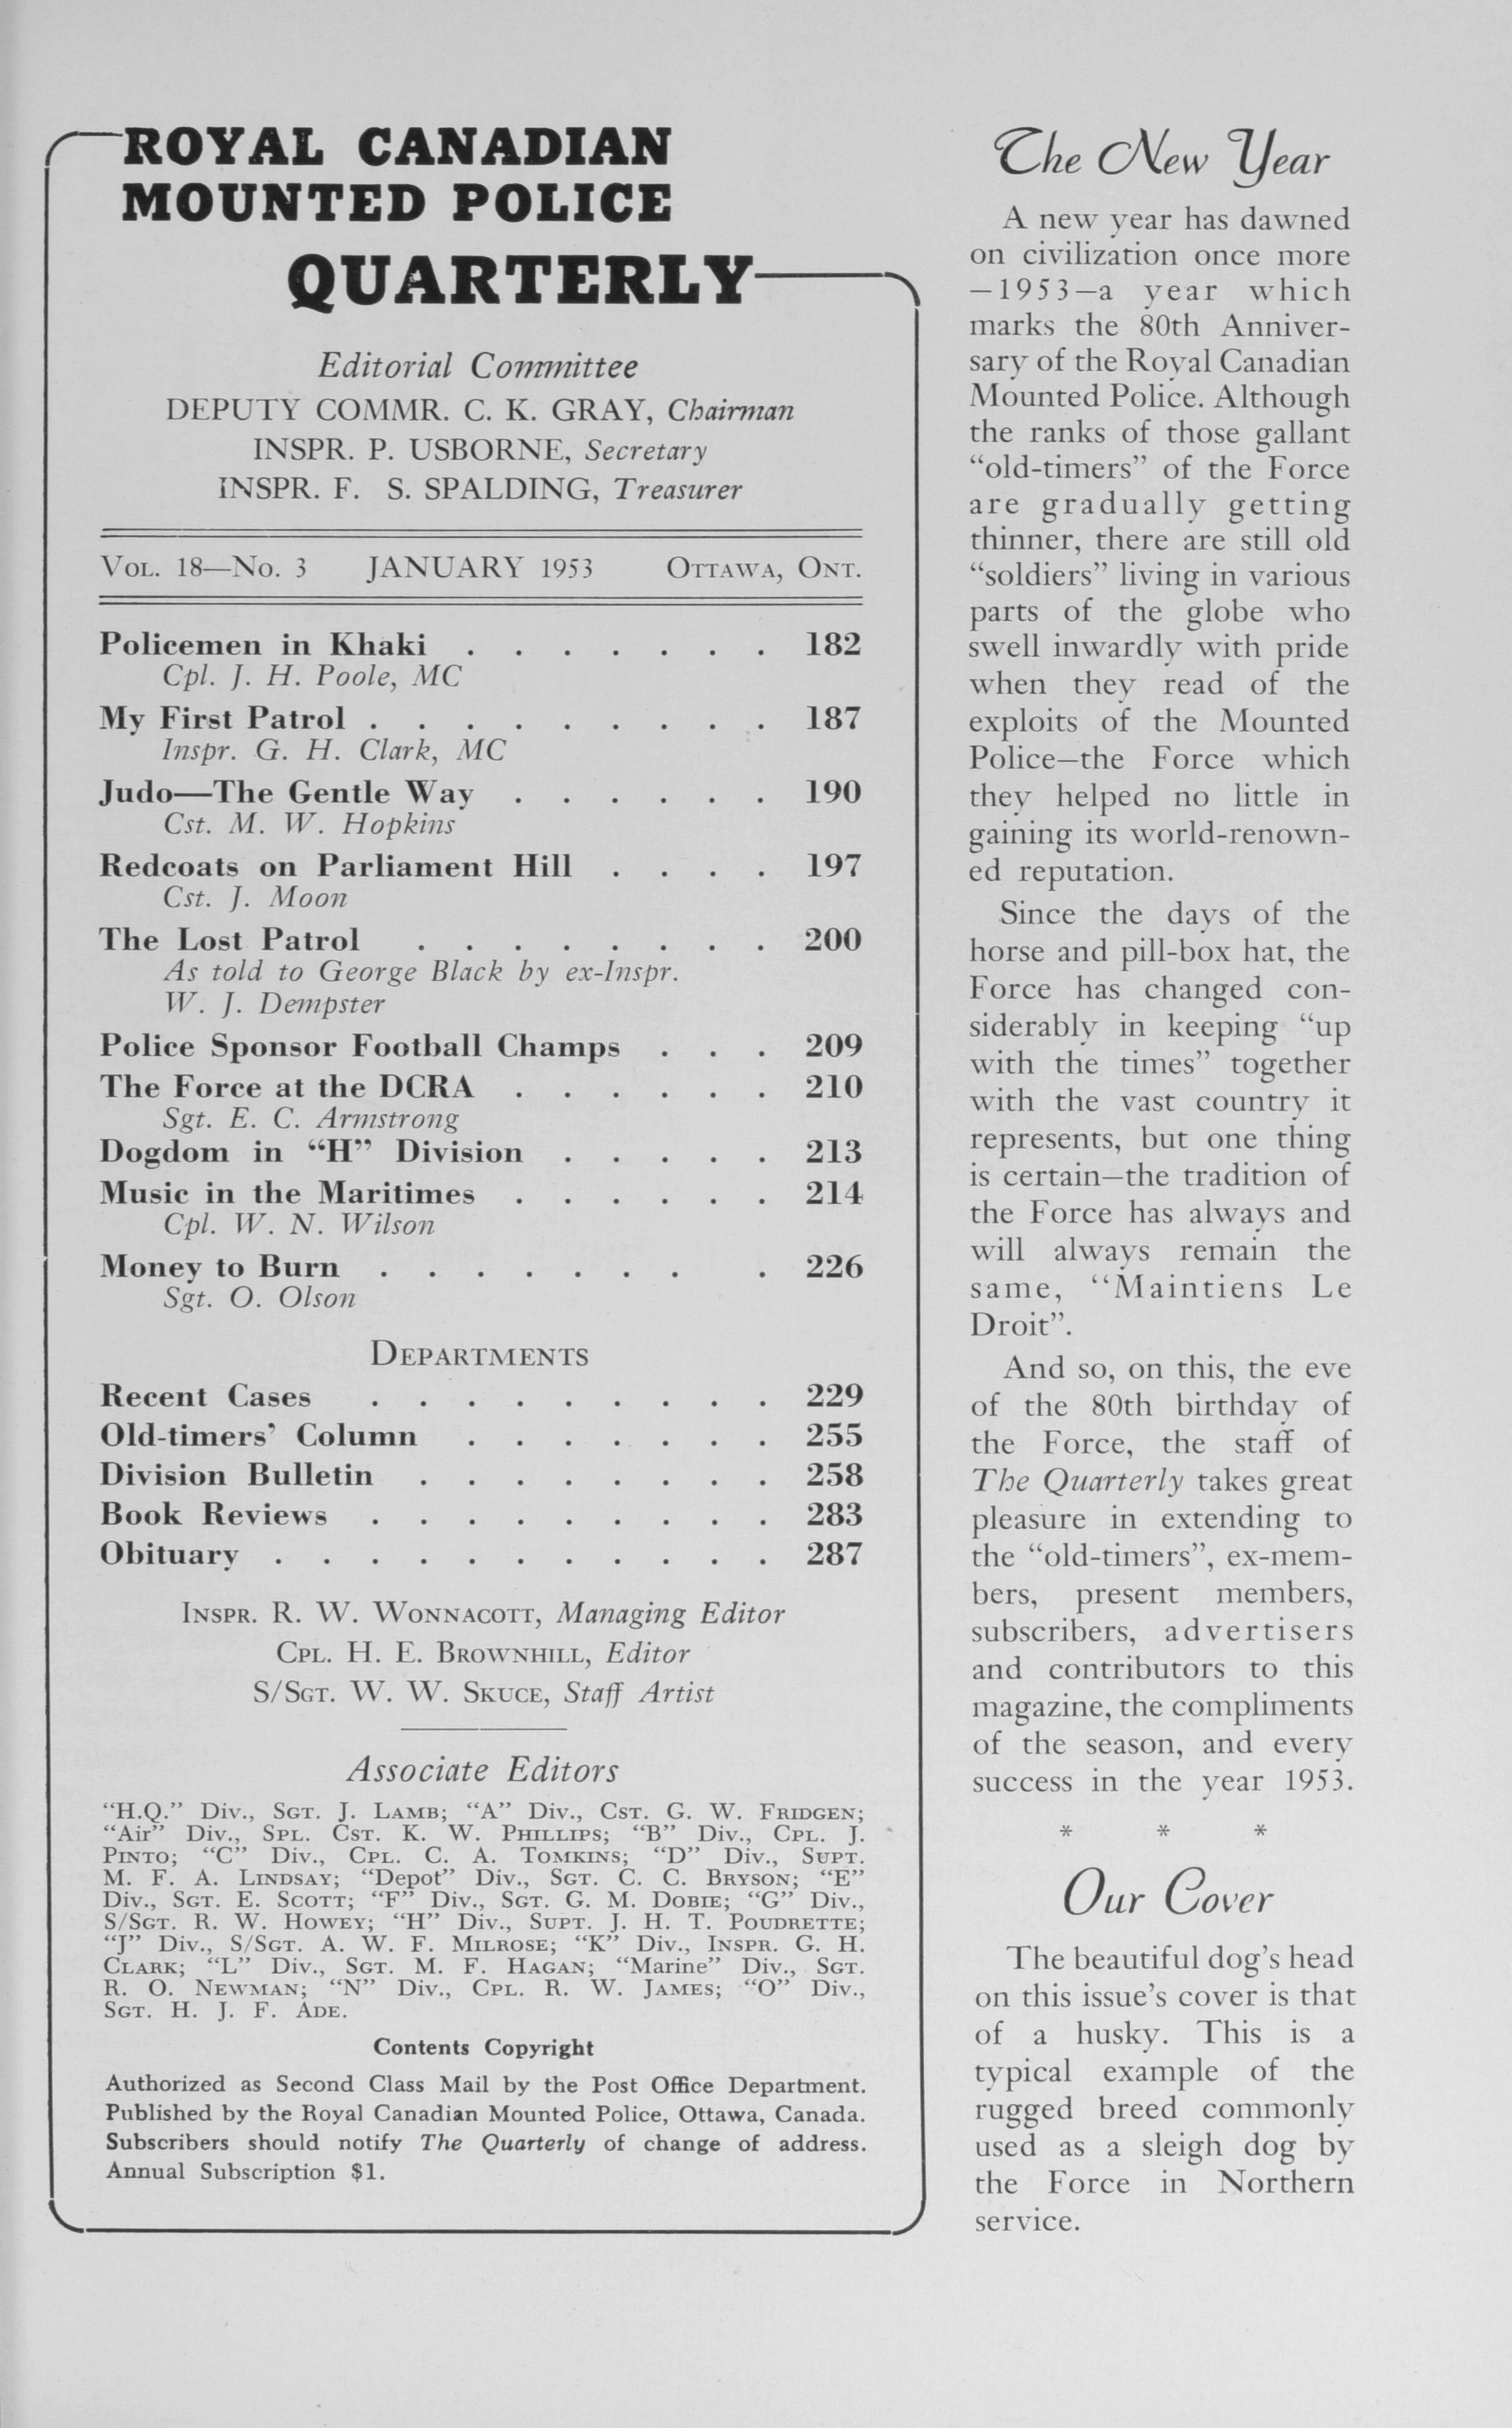 ROYAL CANADIAN
MOUNTED POLICE
QUARTERLY
Editorial Committee
DEPUTY COMMR. C. K. GRAY, Chairman
INSPR. P. USBORNE, Secretary
INSPR. F. S. SPALDING, Treasurer
VOL. 18—NO. 3 JANUARY 1953 OTTAWA, ONT.
Policemen in Khaki . . . . . . . 182
Cpl. J. H. Poole, MC
My First Patrol . . . . . . . . . 187
Inspr. G. H. Clark, MC
Judo—The Gentle Way . . . . . . 190
Cst. M. W. Hopkins
Redcoats on Parliament Hill . . . . 197
Cst. J. Moon
The Lost Patrol . . . . . . . . 200
As told to George Black by ex-Inspr.
W. J. Dempster
Police Sponsor Football Champs . . . 209
The Force at the DCRA . . . . . . 210
Sgt. E. C. Armstrong
Dogdom in “H” Division . . . . . 213
Music in the Maritimes . . . . . . 214
Cpl. W. N. Wilson
Money to Burn . . . . . . . . 226
Sgt. O. Olson
DEPARTMENTS
Recent Cases . . . . . . . . . 229
Old-timers’ Column . . . . . . . 255
Division Bulletin . . . . . . . . 258
Book Reviews . . . . . . . . . 283
Obituary . . . . . . . . . . . 287
INSPR. R. W. WONNACOTT, Managing Editor
CPL. H. E. BROWNHILL, Editor
S/SGT. W. W. SKUCE, Staff Artist
Associate Editors
“H.Q.” Div., SGT. J. LAMB; “A” Div., CST. G. W. FRIDGEN;
“Air” Div., SPL. CST. K. W. PHILLIPS; “B” Div., CPL. J.
PINTO; “C” Div., CPL. C. A. TOMKINS; “D” Div., SUPT.
M. F. A. LINDSAY; “Depot” Div., SGT. C. C. BRYSON; “E”
Div., SGT. E. SCOTT; “F” Div., SGT. G. M. DOBIE; “G” Div.,
S/SGT. R. W. HOWEY; “H” Div., SUPT. J. H. T. POUDRETTE;
“J” Div., S/SGT. A. W. F. MILROSE; “K” Div., INSPR. G. H.
CLARK; “L” Div., SGT. M. F. HAGAN; “Marine” Div., SGT.
R. O. NEWMAN; “N” Div., CPL. R. W. JAMES; “O” Div.,
SGT. H. J. F. ADE.
Contents Copyright
Authorized as Second Class Mail by the Post Office Department.
Published by the Royal Canadian Mounted Police, Ottawa, Canada.
Subscribers should notify The Quarterly of change of address.
Annual Subscription $1.
The New Year
A new year has dawned
on civilization once more
—1953—a year which
marks the 80th Anniver-
sary of the Royal Canadian
Mounted Police. Although
the ranks of those gallant
“old-timers” of the Force
are gradually getting
thinner, there are still old
“soldiers” living in various
parts of the globe who
swell inwardly with pride
when they read of the
exploits of the Mounted
Police—the Force which
they helped no little in
gaining its world-renown-
ed reputation.
Since the days of the
horse and pill-box hat, the
Force has changed con-
siderably in keeping “up
with the times” together
with the vast country it
represents, but one thing
is certain—the tradition of
the Force has always and
will always remain the
same, “Maintiens Le
Droit”.
And so, on this, the eve
of the 80th birthday of
the Force, the staff of
The Quarterly takes great
pleasure in extending to
the “old-timers”, ex-mem-
bers, present members,
subscribers, advertisers
and contributors to this
magazine, the compliments
of the season, and every
success in the year 1953.
* * *
Our Cover
The beautiful dog’s head
on this issue’s cover is that
of a husky. This is a
typical example of the
rugged breed commonly
used as a sleigh dog by
the Force in Northern
service.